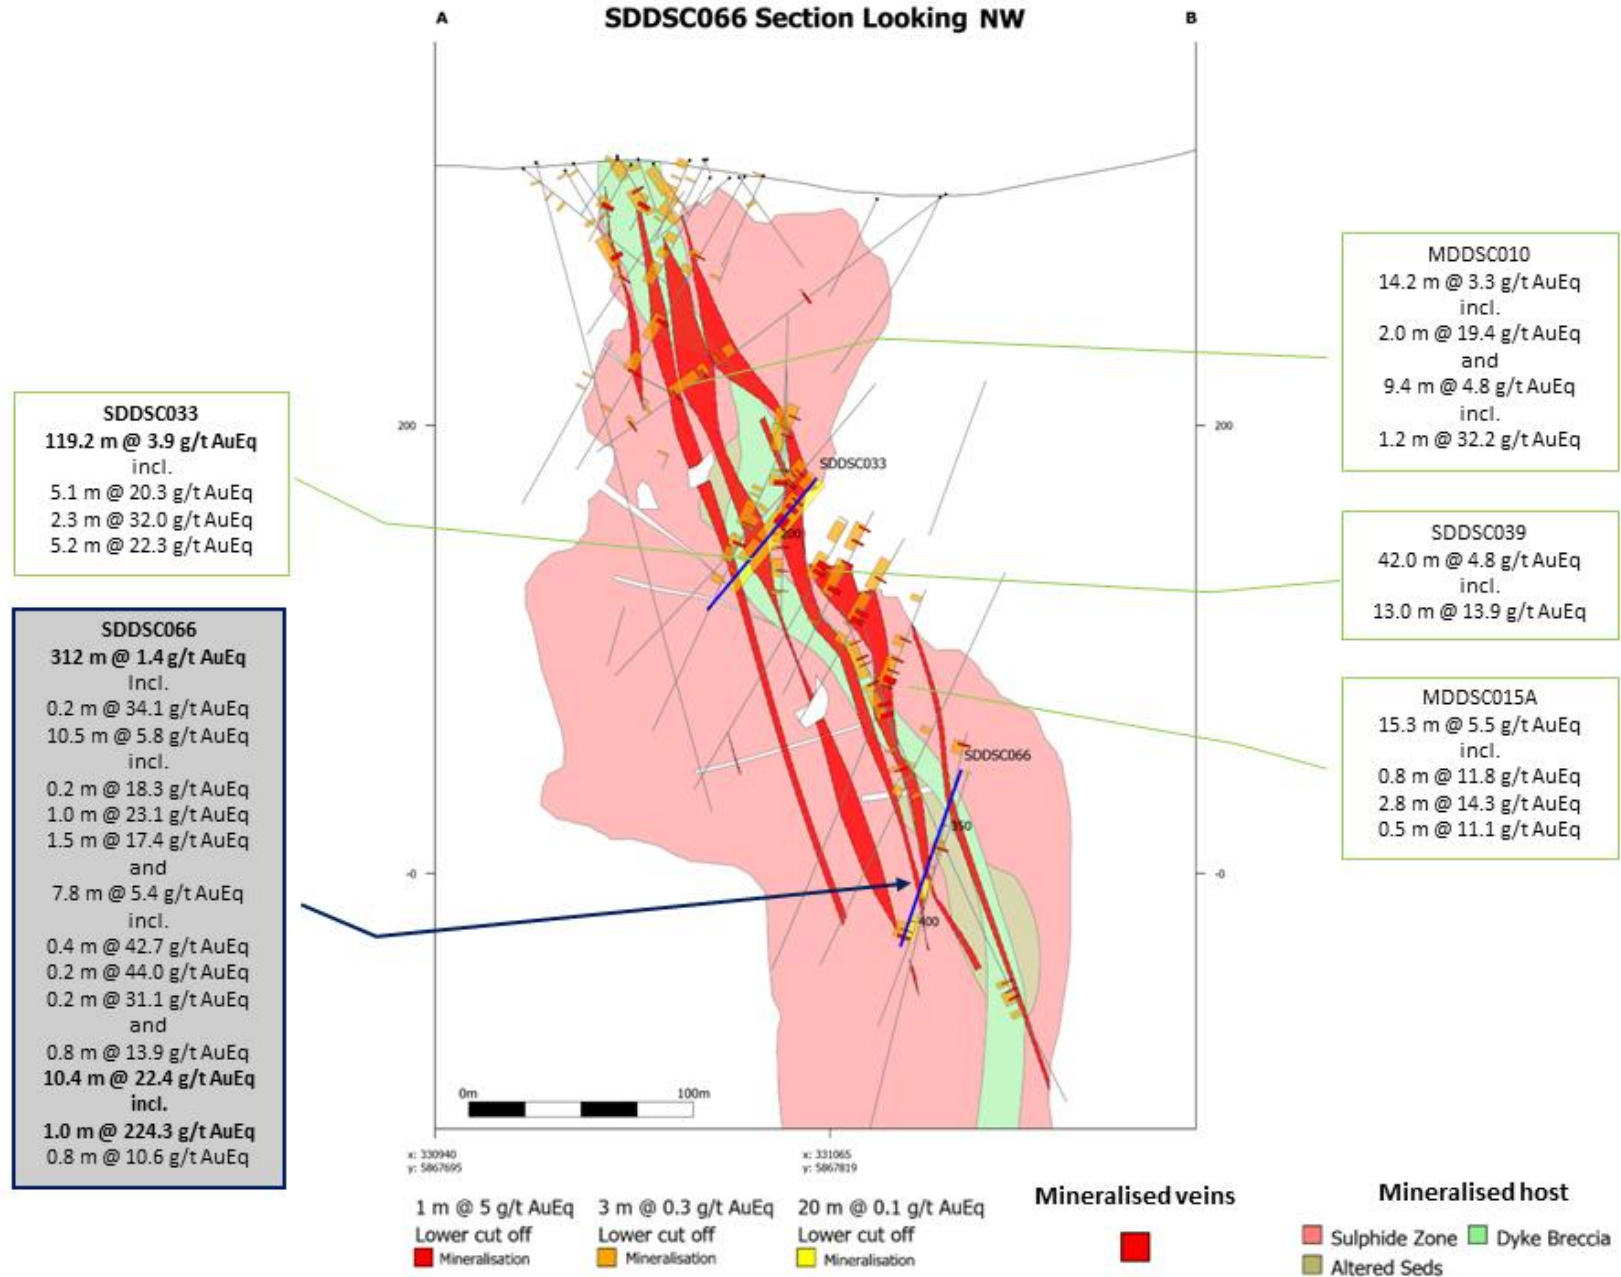 A
SDDSC066 Section Looking NW
B
SDDSC033
119.2 m @ 3.9 g/t AuEq
incl.
5.1 m @ 20.3 g/t AuEq
2.3 m @ 32.0 g/t AuEq
5.2 m @ 22.3 g/t AuEq
SDDSC066
312 m @ 1.4 g/t AuEq
Incl.
0.2 m @ 34.1 g/t AuEq
10.5 m @ 5.8 g/t AuEq
incl.
0.2 m @ 18.3 g/t AuEq
1.0 m @ 23.1 g/t AuEq
1.5 m @ 17.4 g/t AuEq
and
7.8 m @ 5.4 g/t AuEq
incl.
0.4 m @ 42.7 g/t AuEq
0.2 m @ 44.0 g/t AuEq
0.2 m @ 31.1 g/t AuEq
and
0.8 m @ 13.9 g/t AuEq
10.4 m @ 22.4 g/t AuEq
incl.
1.0 m @ 224.3 g/t AuEq
0.8 m @ 10.6 g/t AuEq
200
200
SDDSC033
200
SDDSC066
350
-0
-0
400
MDDSC010
14.2 m @ 3.3 g/t AuEq
incl.
2.0 m @ 19.4 g/t AuEq
and
9.4 m @ 4.8 g/t AuEq
incl.
1.2 m @ 32.2 g/t AuEq
SDDSC039
42.0 m @ 4.8 g/t AuEq
incl.
13.0 m @ 13.9 g/t AuEq
MDDSC015A
15.3 m @ 5.5 g/t AuEq
incl.
0.8 m @ 11.8 g/t AuEq
2.8 m @ 14.3 g/t AuEq
0.5 m @ 11.1 g/t AuEq
0m 100m
x: 330940
y: 5867695
x: 331065
y: 5867819
1 m @ 5 g/t AuEq
Lower cut off
Mineralisation
3 m @ 0.3 g/t AuEq
Lower cut off
Mineralisation
20 m @ 0.1 g/t AuEq
Lower cut off
Mineralisation
Mineralised veins
Mineralised host
Sulphide Zone
Dyke Breccia
Altered Seds